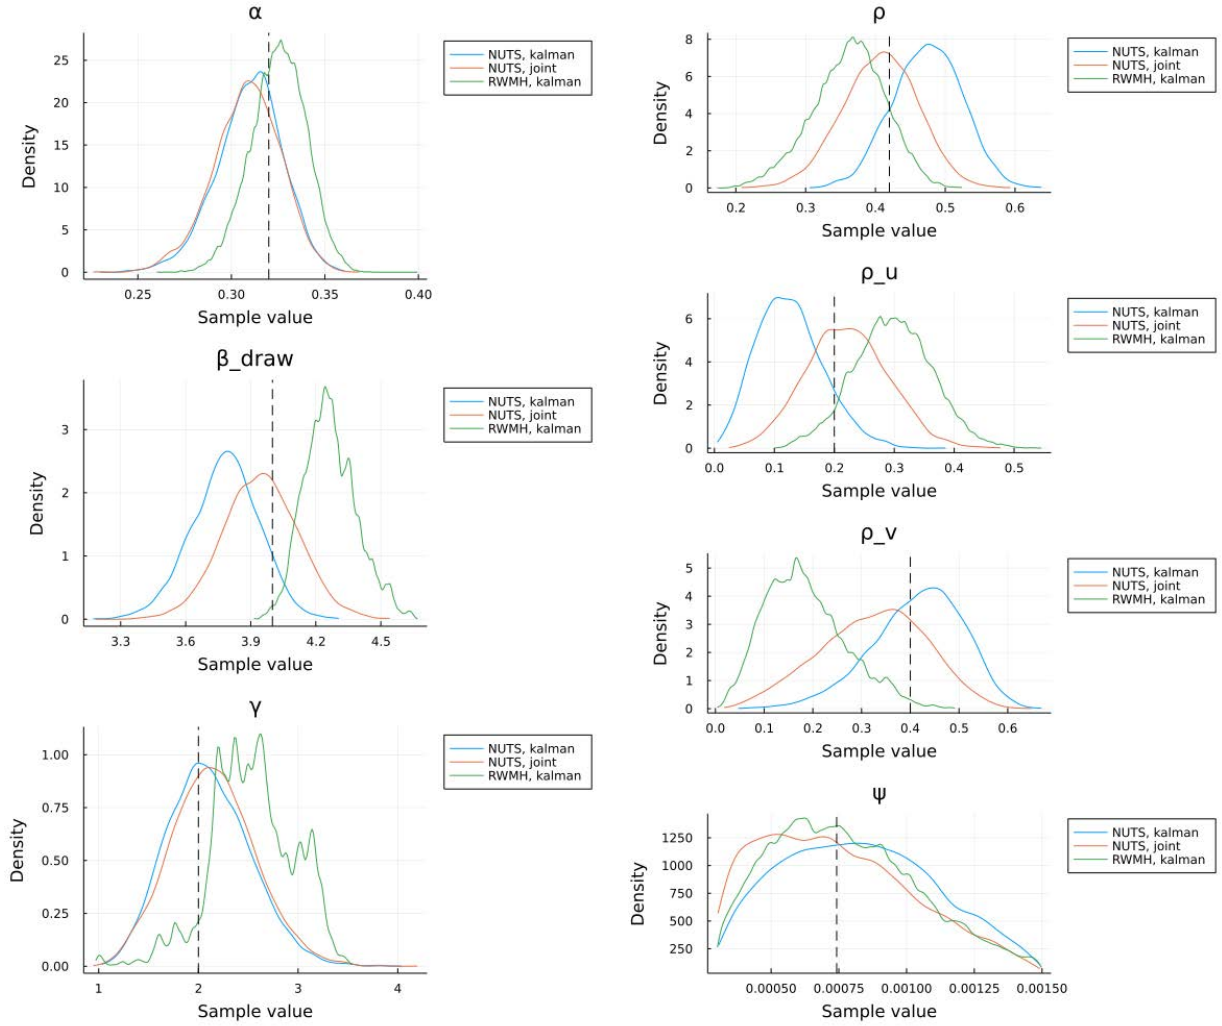 α
Density
25
20
15
10
5
0
0.25 0.30 0.35 0.40
Sample value
NUTS, kalman
NUTS, joint
RWMH, kalman
β_draw
Density
3
2
1
0
3.3 3.6 3.9 4.2 4.5
Sample value
NUTS, kalman
NUTS, joint
RWMH, kalman
γ
Density
1.00
0.75
0.50
0.25
0.00
1 2 3 4
Sample value
NUTS, kalman
NUTS, joint
RWMH, kalman
ρ
Density
8
6
4
2
0
0.2 0.3 0.4 0.5 0.6
Sample value
NUTS, kalman
NUTS, joint
RWMH, kalman
ρ_u
Density
6
4
2
0
0.0 0.1 0.2 0.3 0.4 0.5
Sample value
NUTS, kalman
NUTS, joint
RWMH, kalman
ρ_v
Density
5
4
3
2
1
0
0.0 0.1 0.2 0.3 0.4 0.5 0.6
Sample value
NUTS, kalman
NUTS, joint
RWMH, kalman
ψ
Density
1250
1000
750
500
250
0.00050 0.00075 0.00100 0.00125 0.00150
Sample value
NUTS, kalman
NUTS, joint
RWMH, kalman